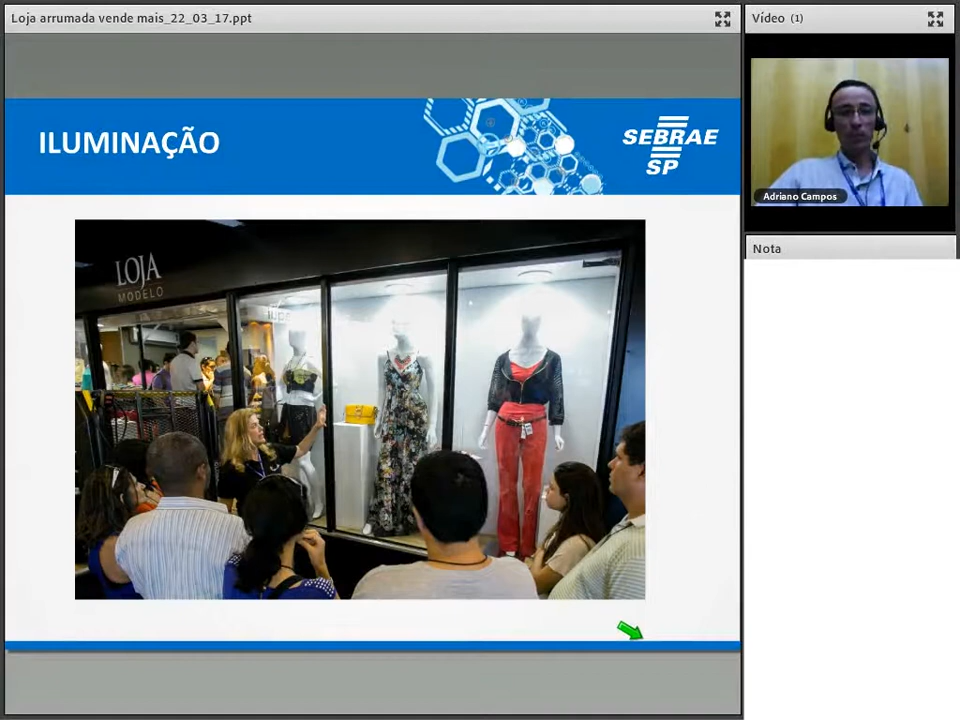 Loja arrumada vende mais_22_03_17.ppt
Vídeo (1)
ILUMINAÇÃO
SEBRAE
SP
Adriano Campos
Nota
LOJA
MODELO